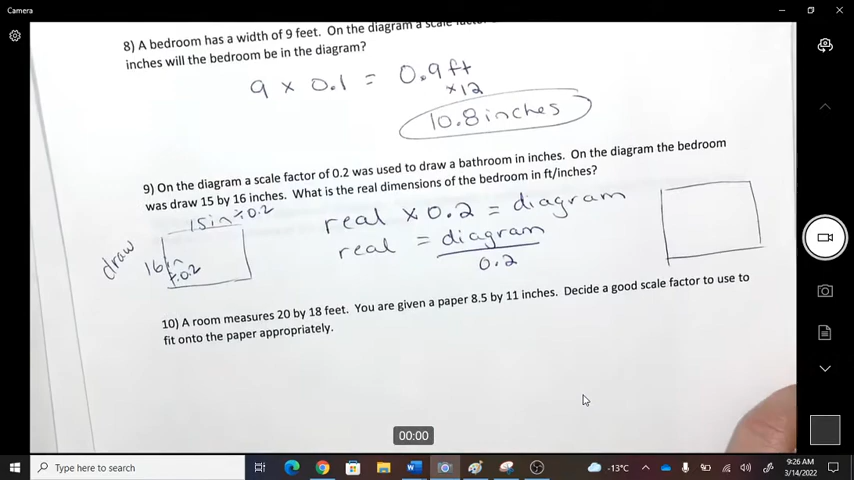 Camera
8) A bedroom has a width of 9 feet. On the diagram a scale
inches will the bedroom be in the diagram?
9 × 0.1 = 0.9ft
×12
10.8 inches
9) On the diagram a scale factor of 0.2 was used to draw a bathroom in inches. On the diagram the bedroom
was draw 15 by 16 inches. What is the real dimensions of the bedroom in ft/inches?
15in ÷ 0.2
real × 0.2 = diagram
draw
16in
÷0.2
real = diagram
0.2
10) A room measures 20 by 18 feet. You are given a paper 8.5 by 11 inches. Decide a good scale factor to use to
fit onto the paper appropriately.
00:00
Type here to search
-13°C
9:26 AM
3/14/2022